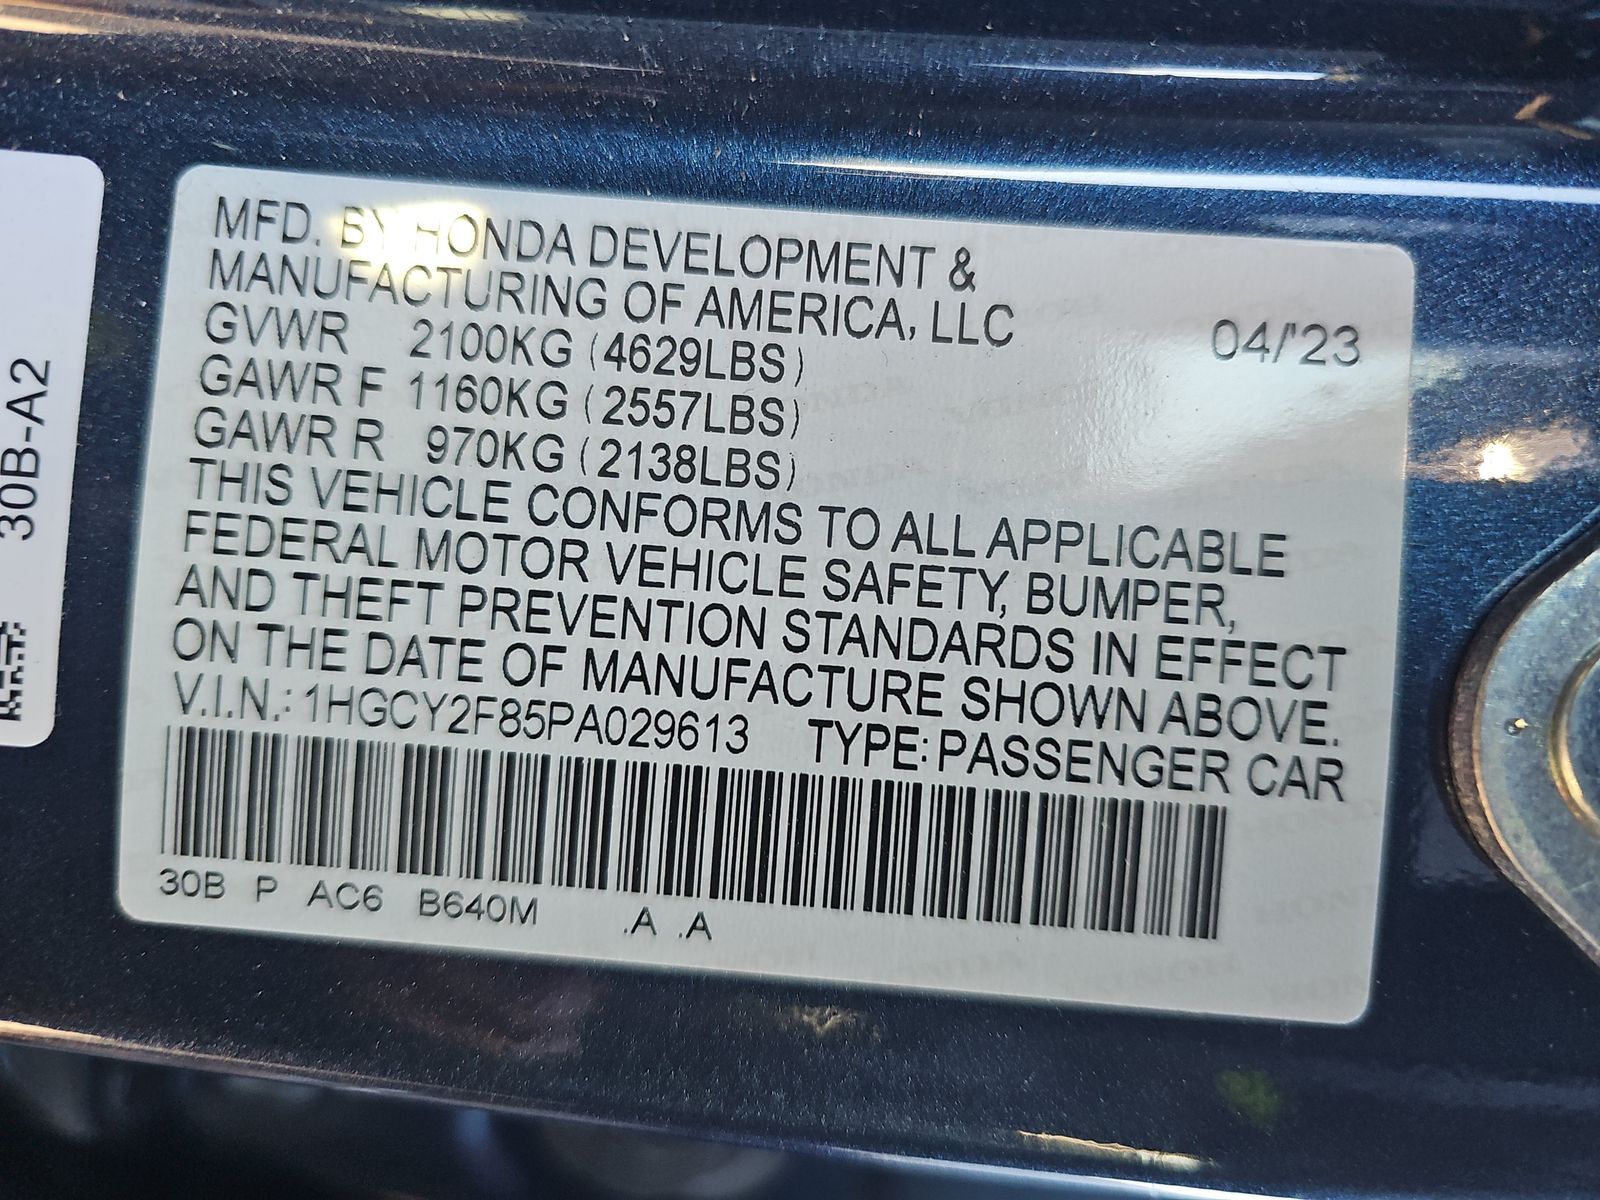 30B-A2
MFD. BY HONDA DEVELOPMENT &
MANUFACTURING OF AMERICA, LLC
04/'23
GVWR 2100KG (4629LBS)
GAWR F 1160KG (2557LBS)
GAWR R 970KG (2138LBS)
THIS VEHICLE CONFORMS TO ALL APPLICABLE
FEDERAL MOTOR VEHICLE SAFETY, BUMPER,
AND THEFT PREVENTION STANDARDS IN EFFECT
ON THE DATE OF MANUFACTURE SHOWN ABOVE.
V.I.N.: 1HGCY2F85PA029613 TYPE: PASSENGER CAR
30B P AC6 B640M .A .A